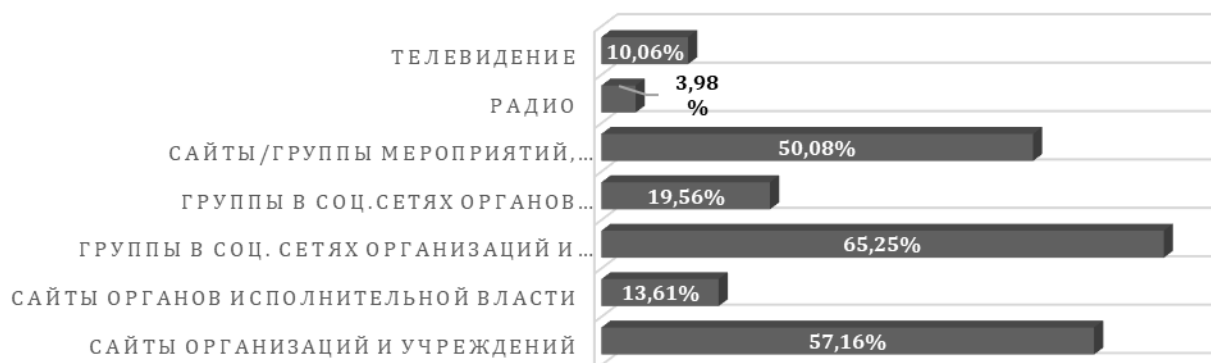 ТЕЛЕВИДЕНИЕ 10,06%
РАДИО 3,98 %
САЙТЫ/ГРУППЫ МЕРОПРИЯТИЙ,... 50,08%
ГРУППЫ В СОЦ.СЕТЯХ ОРГАНОВ... 19,56%
ГРУППЫ В СОЦ. СЕТЯХ ОРГАНИЗАЦИЙ И... 65,25%
САЙТЫ ОРГАНОВ ИСПОЛНИТЕЛЬНОЙ ВЛАСТИ 13,61%
САЙТЫ ОРГАНИЗАЦИЙ И УЧРЕЖДЕНИЙ 57,16%